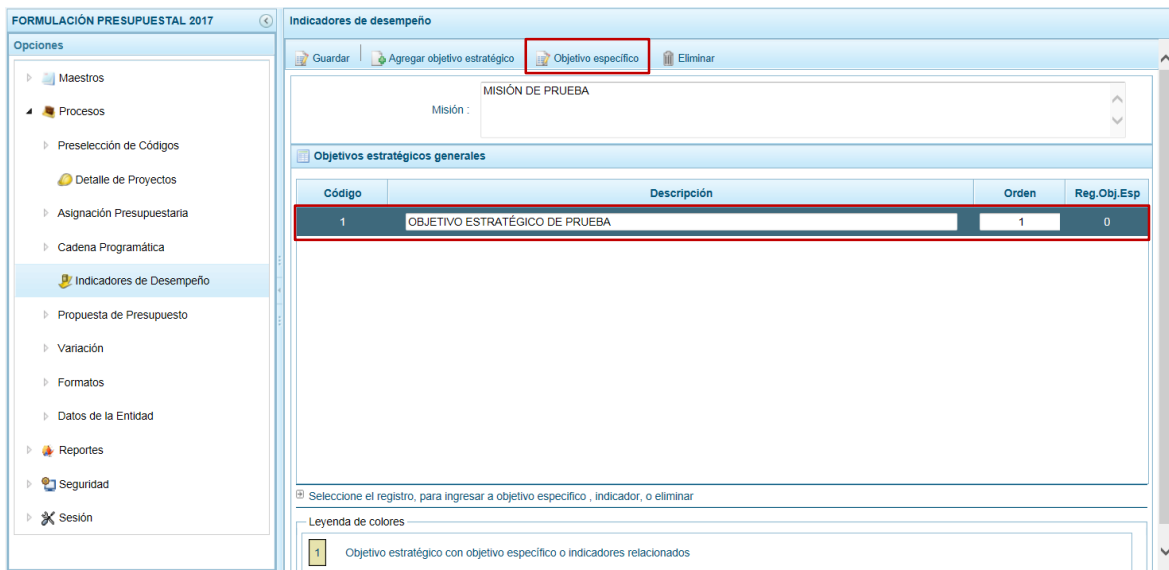 FORMULACIÓN PRESUPUESTAL 2017
Opciones
Maestros
Procesos
Preselección de Códigos
Detalle de Proyectos
Asignación Presupuestaria
Cadena Programática
Indicadores de Desempeño
Propuesta de Presupuesto
Variación
Formatos
Datos de la Entidad
Reportes
Seguridad
Sesión
Indicadores de desempeño
Guardar Agregar objetivo estratégico Objetivo específico Eliminar
Misión : MISIÓN DE PRUEBA
Objetivos estratégicos generales
Código Descripción Orden Reg.Obj.Esp
1 OBJETIVO ESTRATÉGICO DE PRUEBA 1 0
Seleccione el registro, para ingresar a objetivo especifico , indicador, o eliminar
Leyenda de colores
1 Objetivo estratégico con objetivo específico o indicadores relacionados